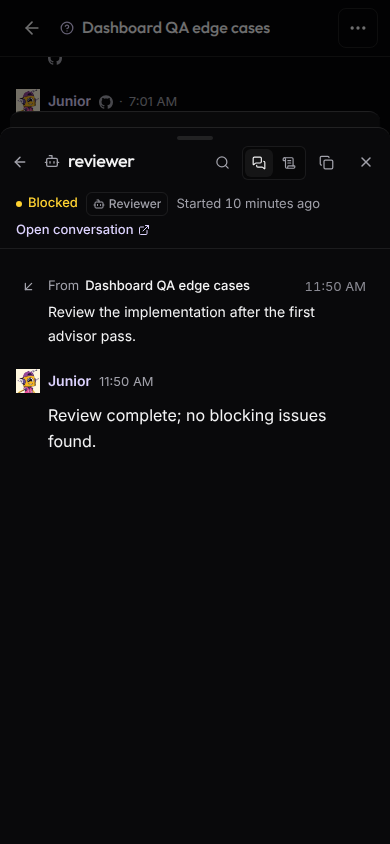 Dashboard QA edge cases
Junior · 7:01 AM
reviewer
Blocked Reviewer Started 10 minutes ago
Open conversation
From Dashboard QA edge cases 11:50 AM
Review the implementation after the first
advisor pass.
Junior 11:50 AM
Review complete; no blocking issues
found.